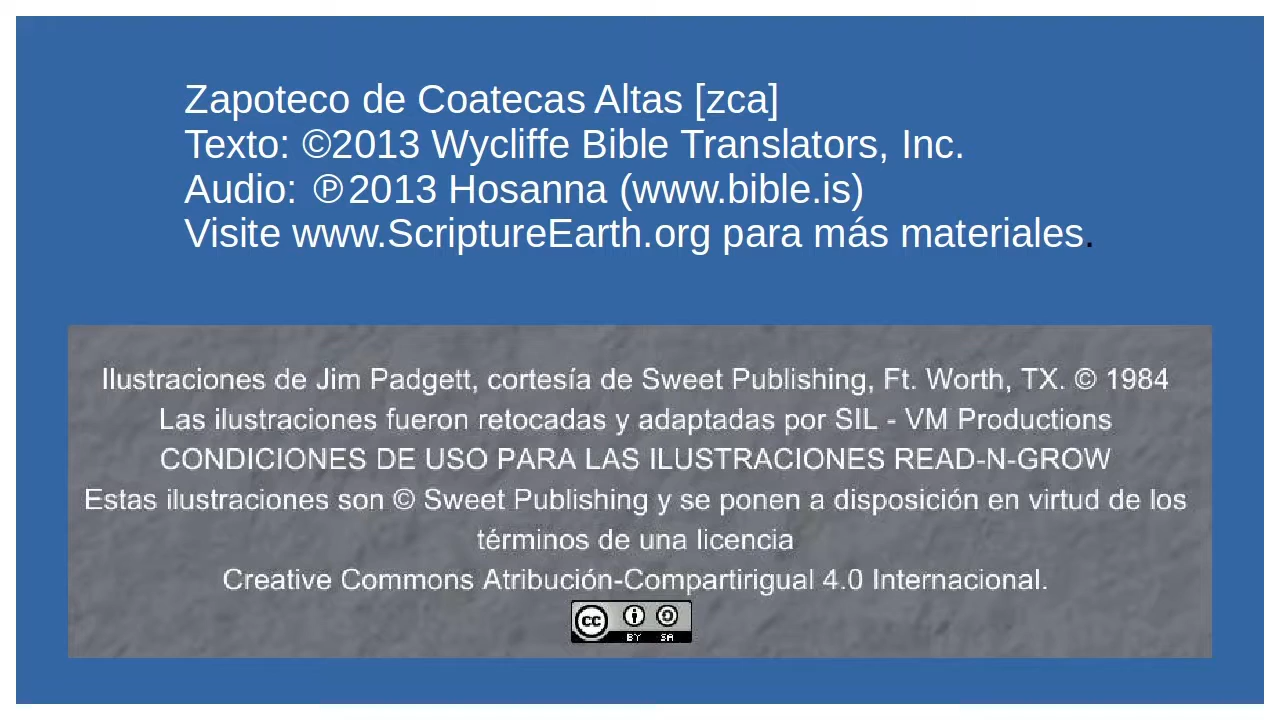 Zapoteco de Coatecas Altas [zca]
Texto: ©2013 Wycliffe Bible Translators, Inc.
Audio: ℗2013 Hosanna (www.bible.is)
Visite www.ScriptureEarth.org para más materiales.
Ilustraciones de Jim Padgett, cortesía de Sweet Publishing, Ft. Worth, TX. © 1984
Las ilustraciones fueron retocadas y adaptadas por SIL - VM Productions
CONDICIONES DE USO PARA LAS ILUSTRACIONES READ-N-GROW
Estas ilustraciones son © Sweet Publishing y se ponen a disposición en virtud de los
términos de una licencia
Creative Commons Atribución-Compartirigual 4.0 Internacional.
cc
BY SA